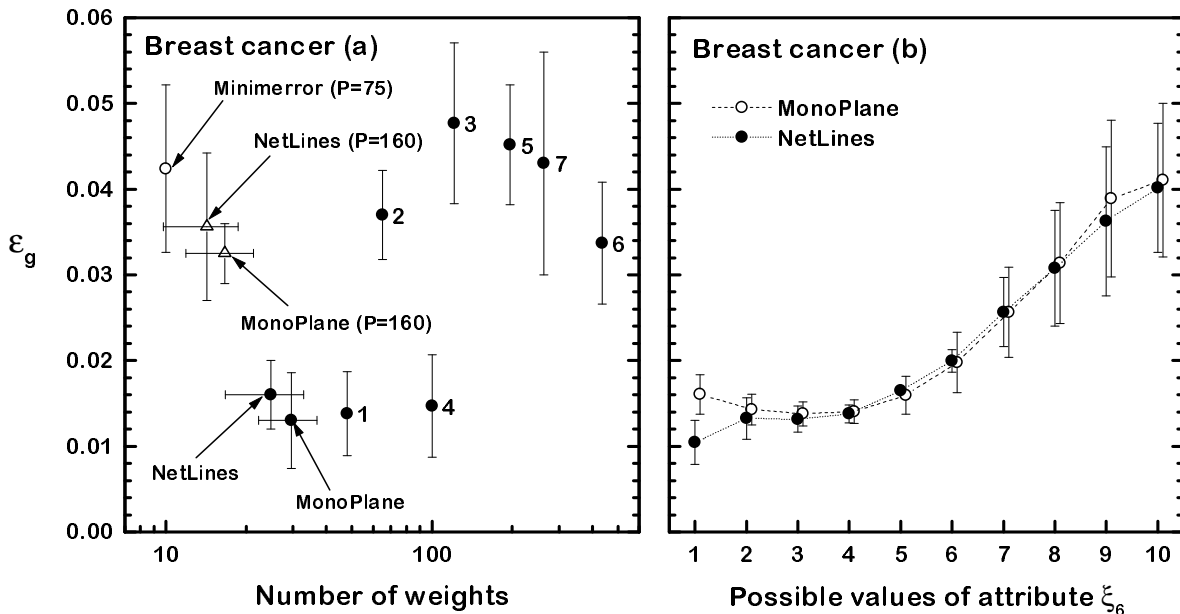 Breast cancer (a)
Minimerror (P=75)
NetLines (P=160)
MonoPlane (P=160)
NetLines
MonoPlane
1
2
3
4
5
6
7
0.06
0.05
0.04
0.03
0.02
0.01
0.00
εg
10
100
Number of weights
Breast cancer (b)
MonoPlane
NetLines
1 2 3 4 5 6 7 8 9 10
Possible values of attribute ξ6